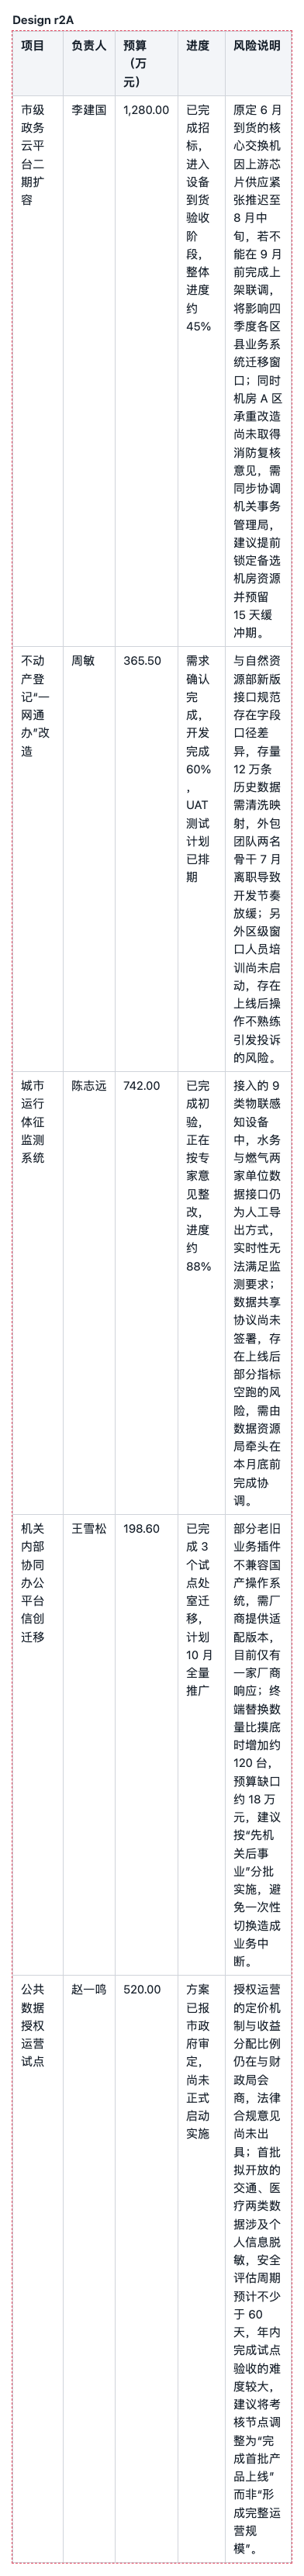 Design r2A
项目
负责人
预算
（万
元）
进度
风险说明
市级
政务
云平
台二
期扩
容
李建国
1,280.00
已完
成招
标，
进入
设备
到货
验收
阶
段，
整体
进度
约
45%
原定 6 月
到货的核
心交换机
因上游芯
片供应紧
张推迟至
8 月中
旬，若不
能在 9 月
前完成上
架联调，
将影响四
季度各区
县业务系
统迁移窗
口；同时
机房 A 区
承重改造
尚未取得
消防复核
意见，需
同步协调
机关事务
管理局，
建议提前
锁定备选
机房资源
并预留
15 天缓
冲期。
不动
产登
记“一
网通
办”改
造
周敏
365.50
需求
确认
完
成，
开发
完成
60%
，
UAT
测试
计划
已排
期
与自然资
源部新版
接口规范
存在字段
口径差
异，存量
12 万条
历史数据
需清洗映
射，外包
团队两名
骨干 7 月
离职导致
开发节奏
放缓；另
外区级窗
口人员培
训尚未启
动，存在
上线后操
作不熟练
引发投诉
的风险。
城市
运行
体征
监测
系统
陈志远
742.00
已完
成初
验，
正在
按专
家意
见整
改，
进度
约
88%
接入的 9
类物联感
知设备
中，水务
与燃气两
家单位数
据接口仍
为人工导
出方式，
实时性无
法满足监
测要求；
数据共享
协议尚未
签署，存
在上线后
部分指标
空跑的风
险，需由
数据资源
局牵头在
本月底前
完成协
调。
机关
内部
协同
办公
平台
信创
迁移
王雪松
198.60
已完
成 3
个试
点处
室迁
移，
计划
10 月
全量
推广
部分老旧
业务插件
不兼容国
产操作系
统，需厂
商提供适
配版本，
目前仅有
一家厂商
响应；终
端替换数
量比摸底
时增加约
120 台，
预算缺口
约 18 万
元，建议
按“先机
关后事
业”分批
实施，避
免一次性
切换造成
业务中
断。
公共
数据
授权
运营
试点
赵一鸣
520.00
方案
已报
市政
府审
定，
尚未
正式
启动
实施
授权运营
的定价机
制与收益
分配比例
仍在与财
政局会
商，法律
合规意见
尚未出
具；首批
拟开放的
交通、医
疗两类数
据涉及个
人信息脱
敏，安全
评估周期
预计不少
于 60
天，年内
完成试点
验收的难
度较大，
建议将考
核节点调
整为“完
成首批产
品上线”
而非“形
成完整运
营规
模”。